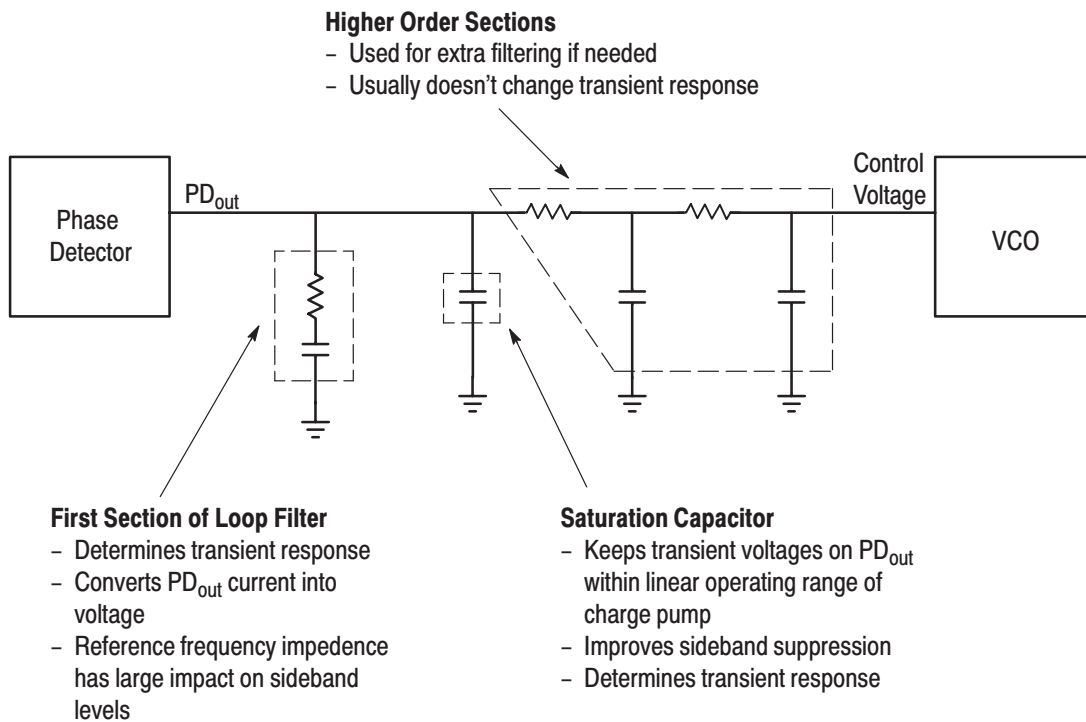 Higher Order Sections
– Used for extra filtering if needed
– Usually doesn't change transient response
Phase
Detector
PDout
Control
Voltage
VCO
First Section of Loop Filter
– Determines transient response
– Converts PDout current into
voltage
– Reference frequency impedence
has large impact on sideband
levels
Saturation Capacitor
– Keeps transient voltages on PDout
within linear operating range of
charge pump
– Improves sideband suppression
– Determines transient response